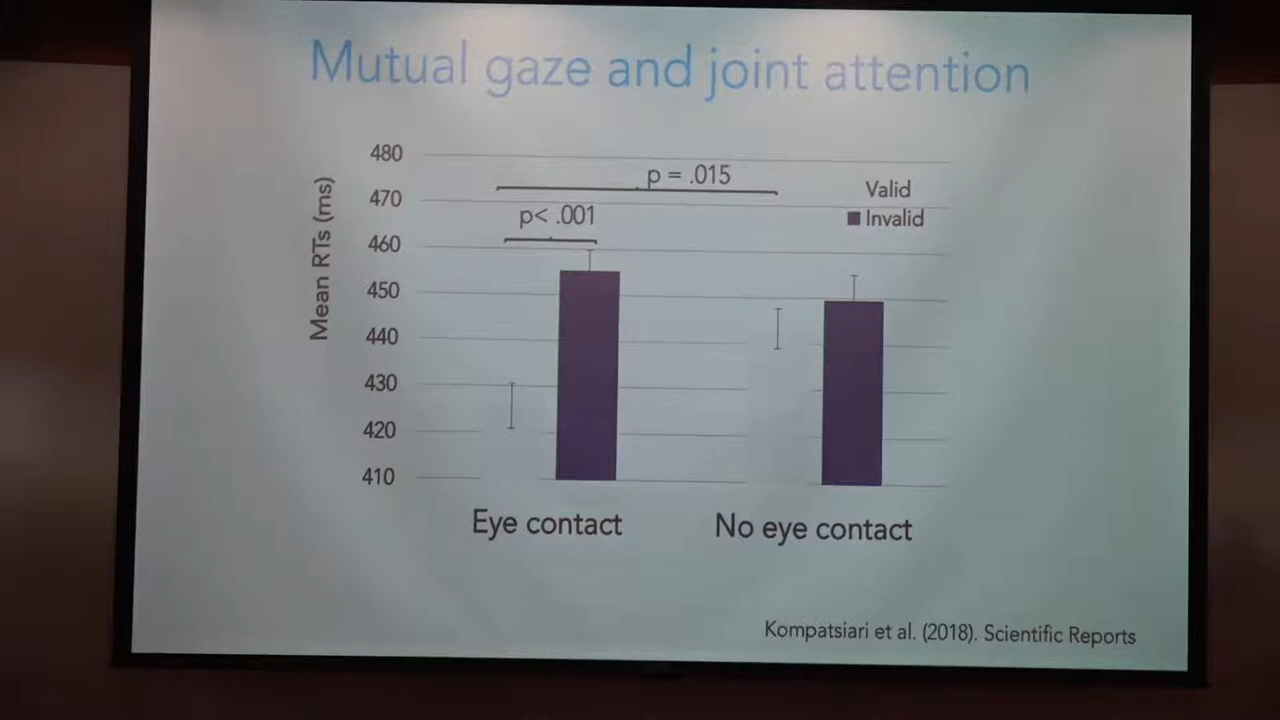 Mutual gaze and joint attention
480
p = .015
Valid
470
p< .001
Invalid
460
Mean RTs (ms)
450
440
430
420
410
Eye contact
No eye contact
Kompatsiari et al. (2018). Scientific Reports